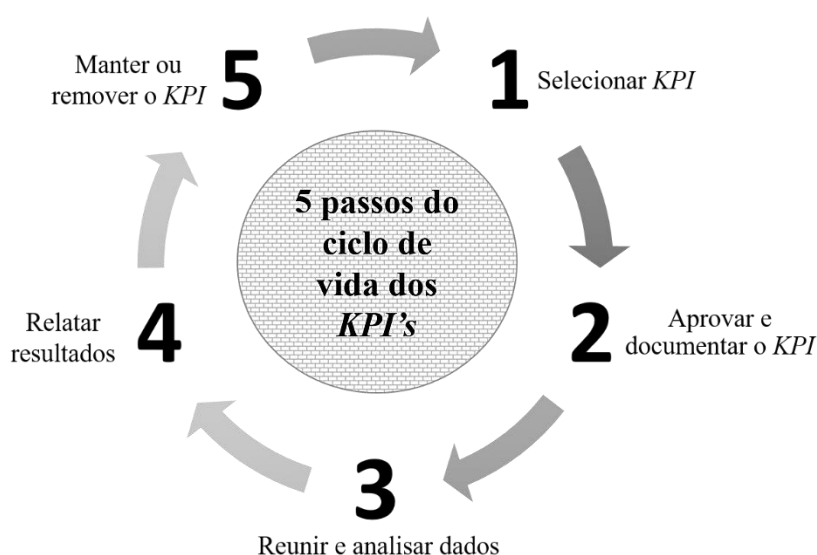 5 passos do
ciclo de
vida dos
KPI’s
1 Selecionar KPI
2 Aprovar e
documentar o KPI
3
Reunir e analisar dados
4 Relatar
resultados
5 Manter ou
remover o KPI